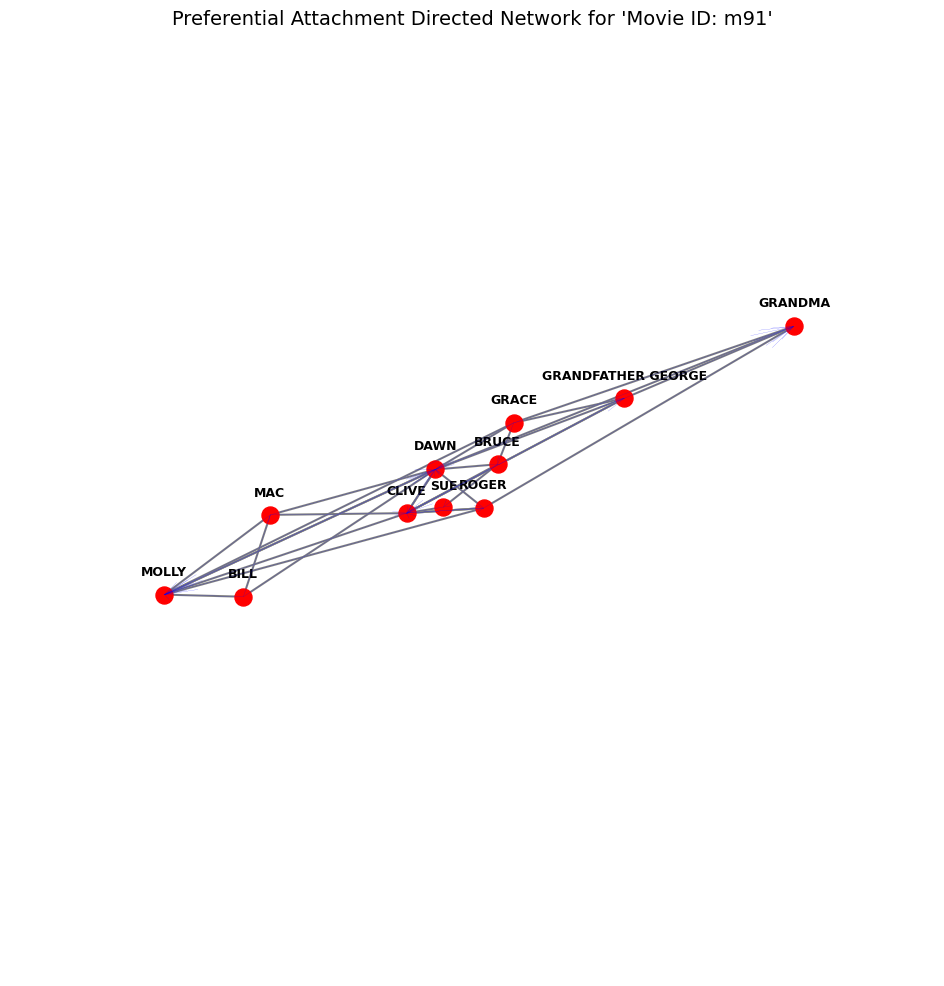 Preferential Attachment Directed Network for 'Movie ID: m91'
GRANDMA
GRANDFATHER GEORGE
GRACE
BRUCE
DAWN
SUE
ROGER
CLIVE
MAC
MOLLY
BILL